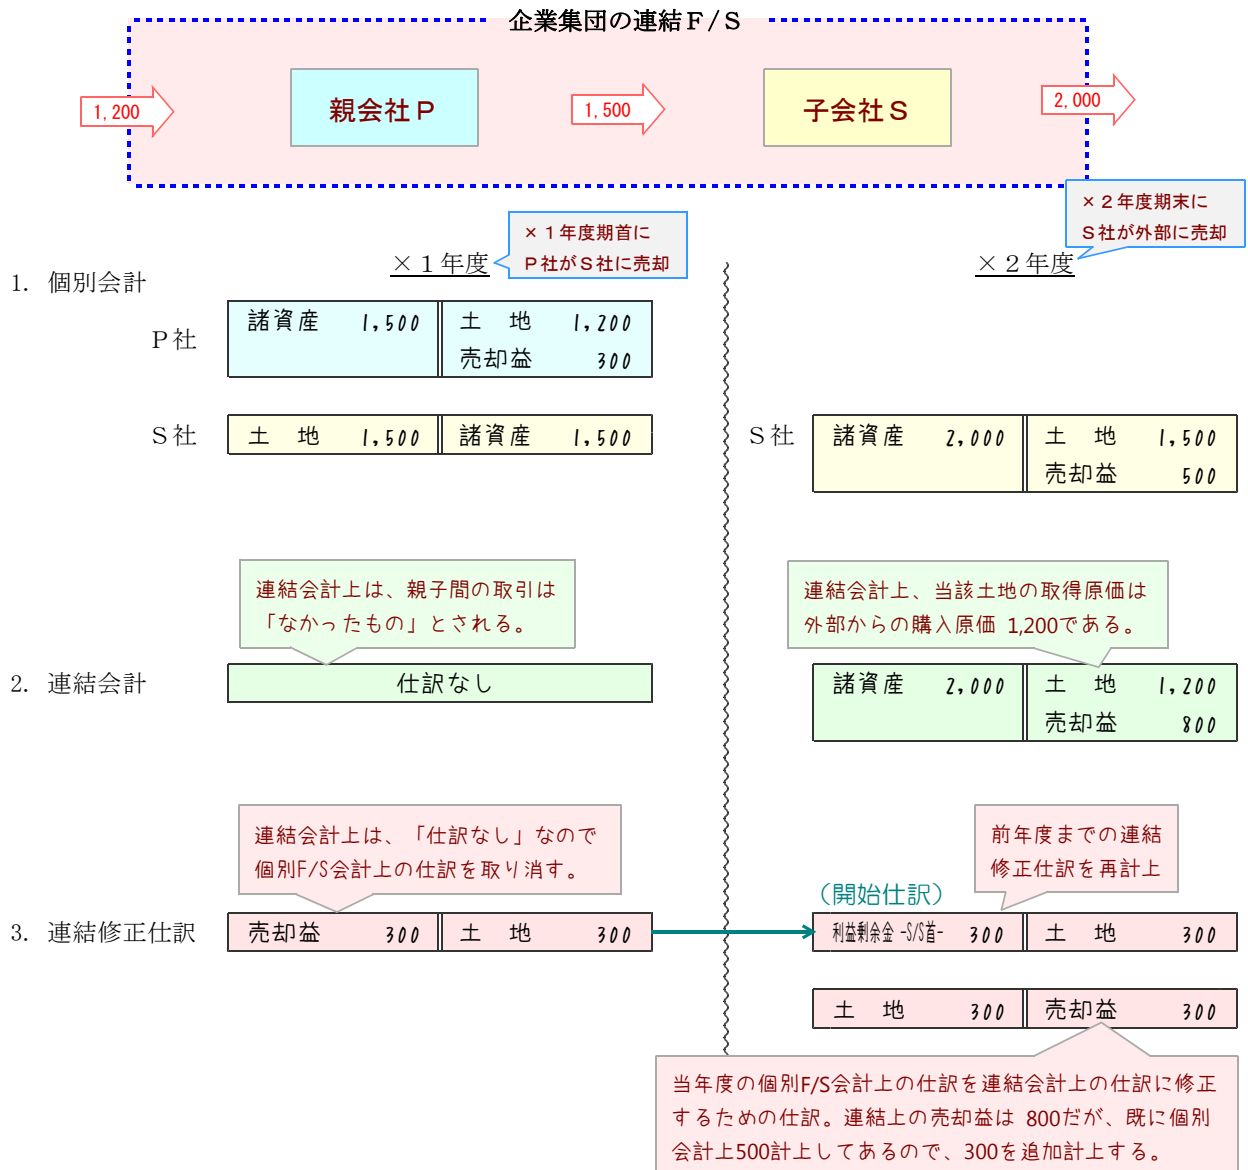 企業集団の連結Ｆ/Ｓ
1,200
親会社Ｐ
1,500
子会社Ｓ
2,000
×１年度期首に
Ｐ社がＳ社に売却
×２年度期末に
Ｓ社が外部に売却
×１年度
×２年度
1. 個別会計
Ｐ社
諸資産 1,500 土 地 1,200
売却益 300
Ｓ社
土 地 1,500 諸資産 1,500
Ｓ社
諸資産 2,000 土 地 1,500
売却益 500
連結会計上は、親子間の取引は
「なかったもの」とされる。
連結会計上、当該土地の取得原価は
外部からの購入原価 1,200である。
2. 連結会計
仕訳なし
諸資産 2,000 土 地 1,200
売却益 800
連結会計上は、「仕訳なし」なので
個別F/S会計上の仕訳を取り消す。
前年度までの連結
修正仕訳を再計上
（開始仕訳）
3. 連結修正仕訳
売却益 300 土 地 300
利益剰余金 -S/S首- 300 土 地 300
土 地 300 売却益 300
当年度の個別F/S会計上の仕訳を連結会計上の仕訳に修正
するための仕訳。連結上の売却益は 800だが、既に個別
会計上500計上してあるので、300を追加計上する。